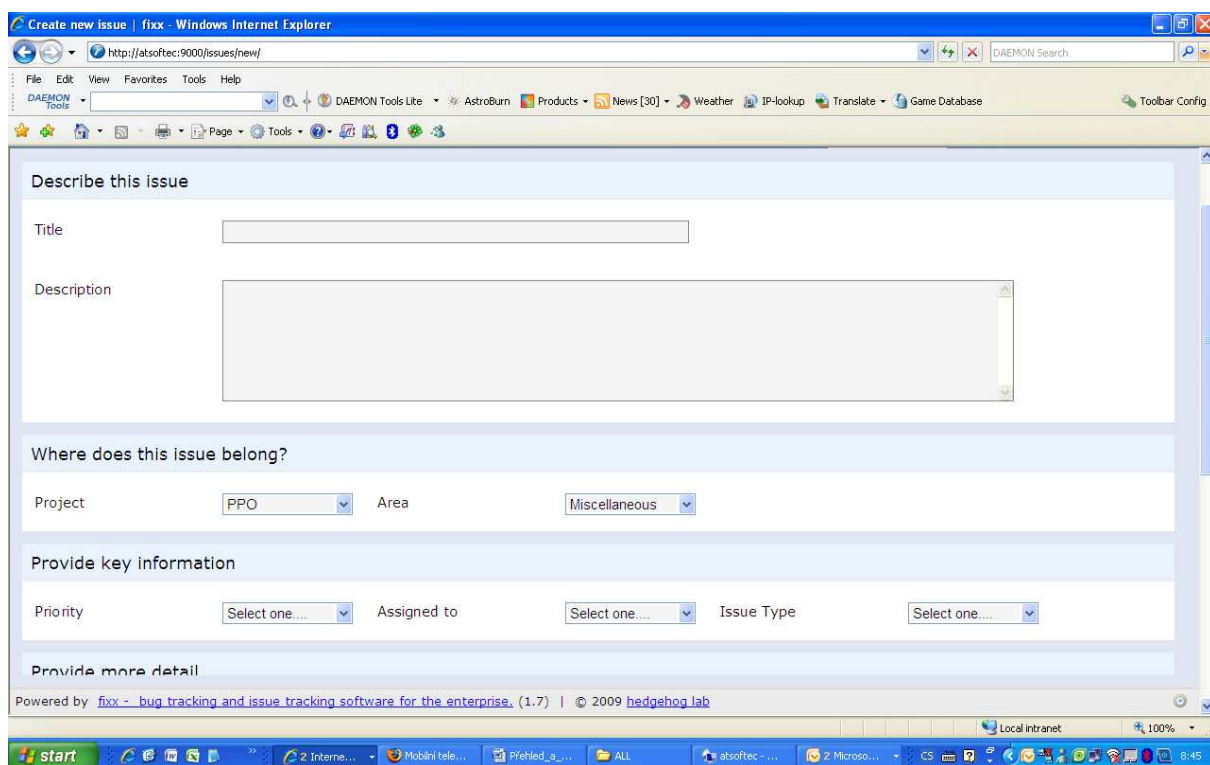 Create new issue | fixx - Windows Internet Explorer
http://atsoftec:9000/issues/new/ DAEMON Search
File Edit View Favorites Tools Help
DAEMON Tools DAEMON Tools Lite AstroBurn Products News [30] Weather IP-lookup Translate Game Database Toolbar Config
Page Tools
Describe this issue
Title
Description
Where does this issue belong?
Project PPO Area Miscellaneous
Provide key information
Priority Select one.... Assigned to Select one.... Issue Type Select one....
Provide more detail
Powered by fixx - bug tracking and issue tracking software for the enterprise. (1.7) | © 2009 hedgehog lab
Local intranet 100%
start 2 Interne... Mobilní tele... Přehled_a_... ALL atsoftec - ... 2 Microso... CS 8:45